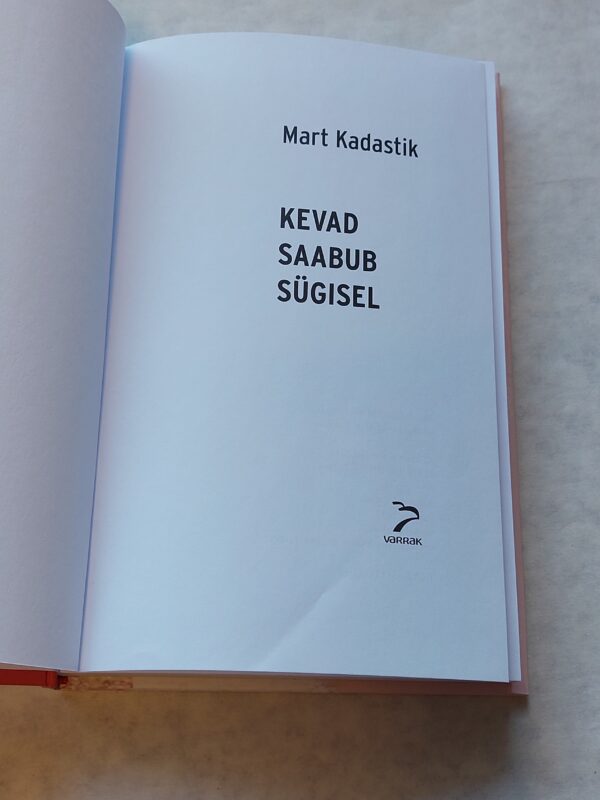 Mart Kadastik
KEVAD
SAABUB
SÜGISEL
VARRAK